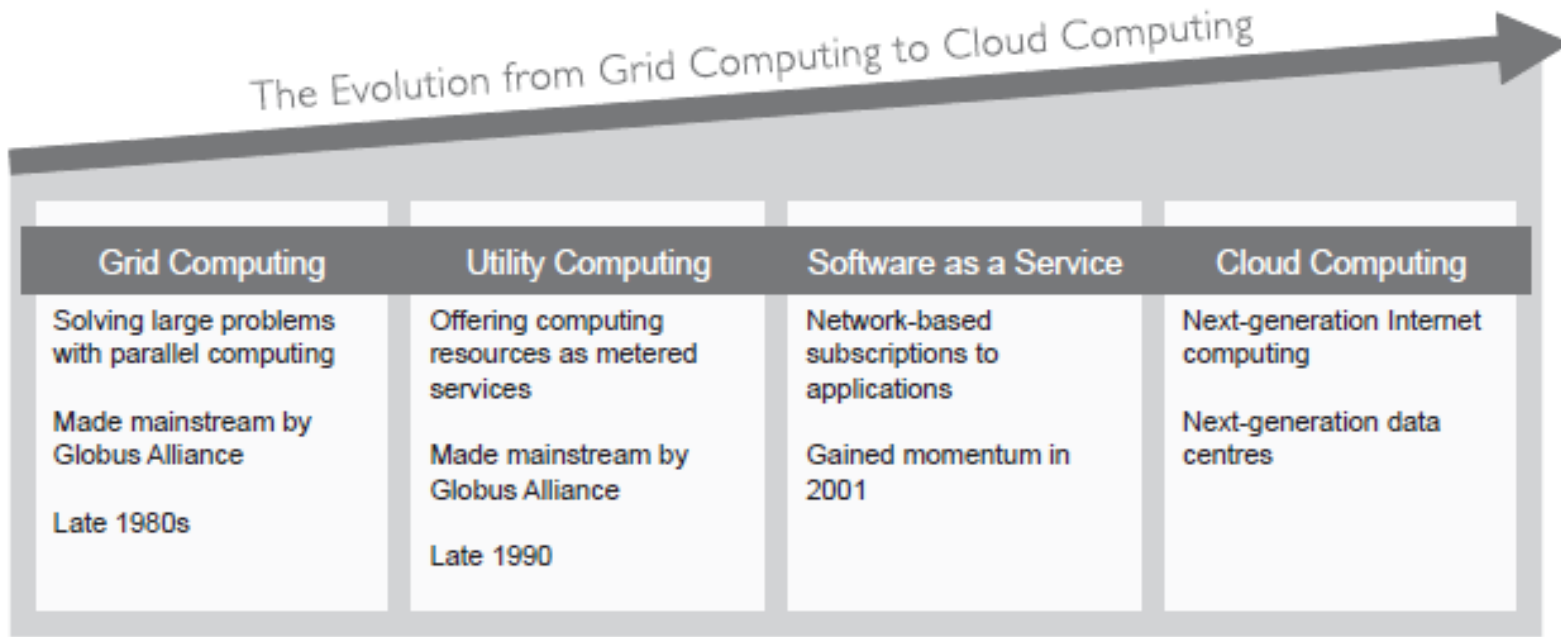 The Evolution from Grid Computing to Cloud Computing
Grid Computing
Solving large problems
with parallel computing
Made mainstream by
Globus Alliance
Late 1980s
Utility Computing
Offering computing
resources as metered
services
Made mainstream by
Globus Alliance
Late 1990
Software as a Service
Network-based
subscriptions to
applications
Gained momentum in
2001
Cloud Computing
Next-generation Internet
computing
Next-generation data
centres